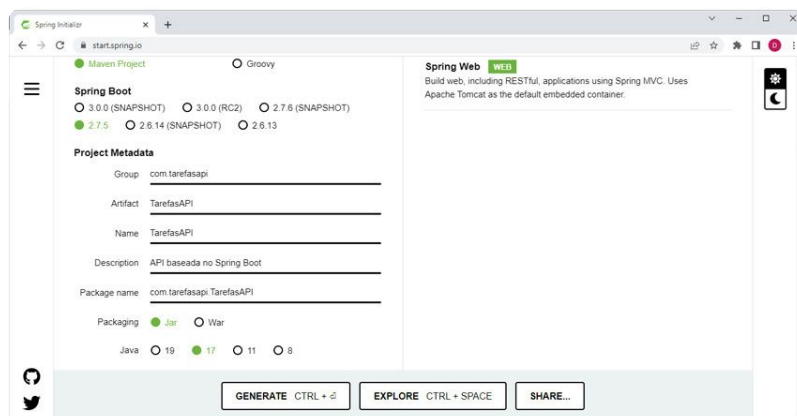 Spring Initializr
start.spring.io
D
Maven Project
Groovy
Spring Boot
3.0.0 (SNAPSHOT) 3.0.0 (RC2) 2.7.6 (SNAPSHOT)
2.7.5 2.6.14 (SNAPSHOT) 2.6.13
Project Metadata
Group com.tarefasapi
Artifact TarefasAPI
Name TarefasAPI
Description API baseada no Spring Boot
Package name com.tarefasapi.TarefasAPI
Packaging Jar War
Java 19 17 11 8
Spring Web WEB
Build web, including RESTful, applications using Spring MVC. Uses
Apache Tomcat as the default embedded container.
GENERATE CTRL + ⏎ EXPLORE CTRL + SPACE SHARE...